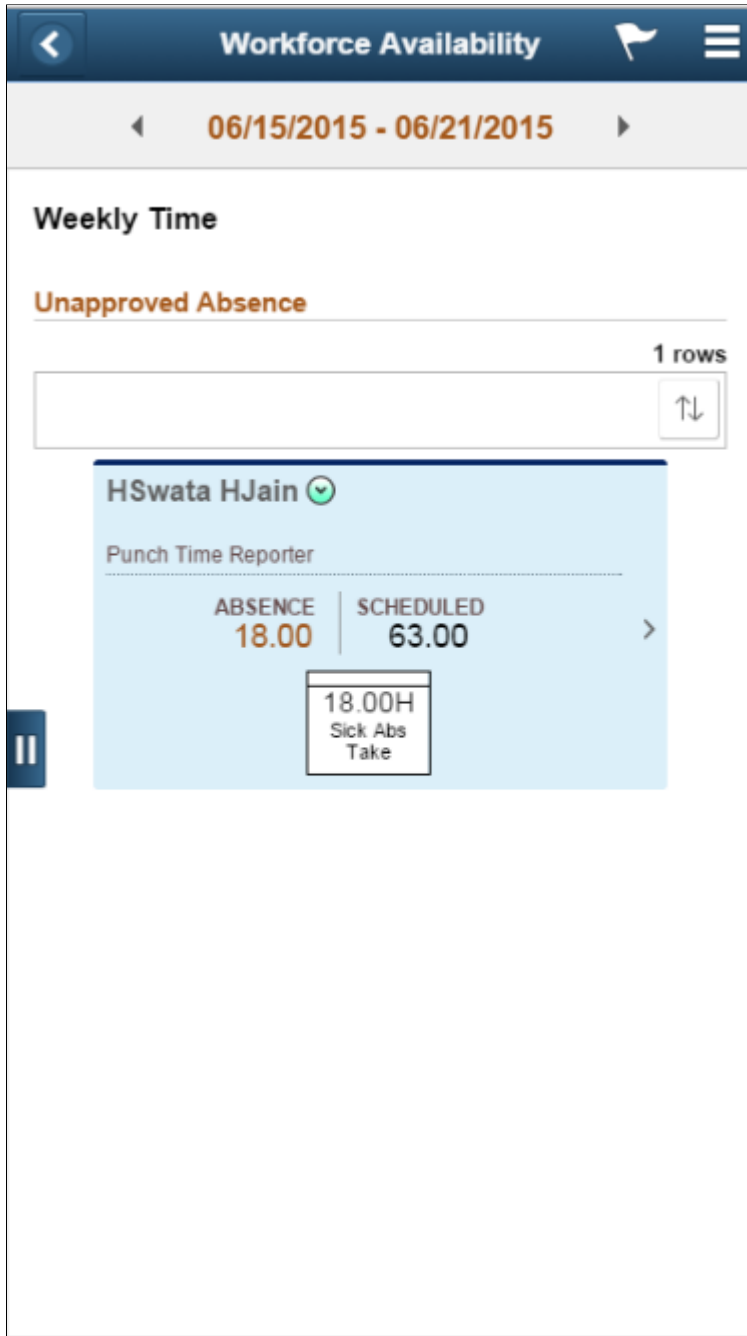 Workforce Availability
06/15/2015 - 06/21/2015
Weekly Time
Unapproved Absence
1 rows
HSwata HJain
Punch Time Reporter
ABSENCE SCHEDULED
18.00 63.00
18.00H
Sick Abs
Take